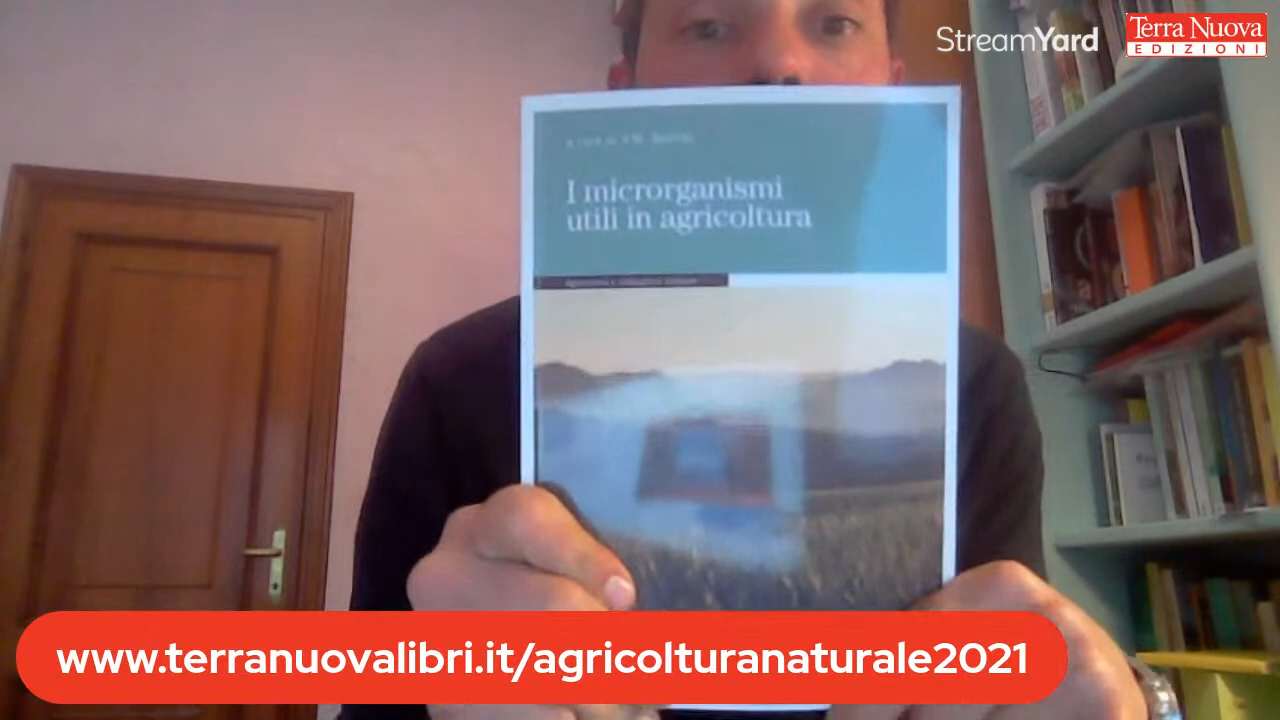 StreamYard
Terra Nuova
EDIZIONI
I microrganismi
utili in agricoltura
www.terranuovalibri.it/agricolturanaturale2021